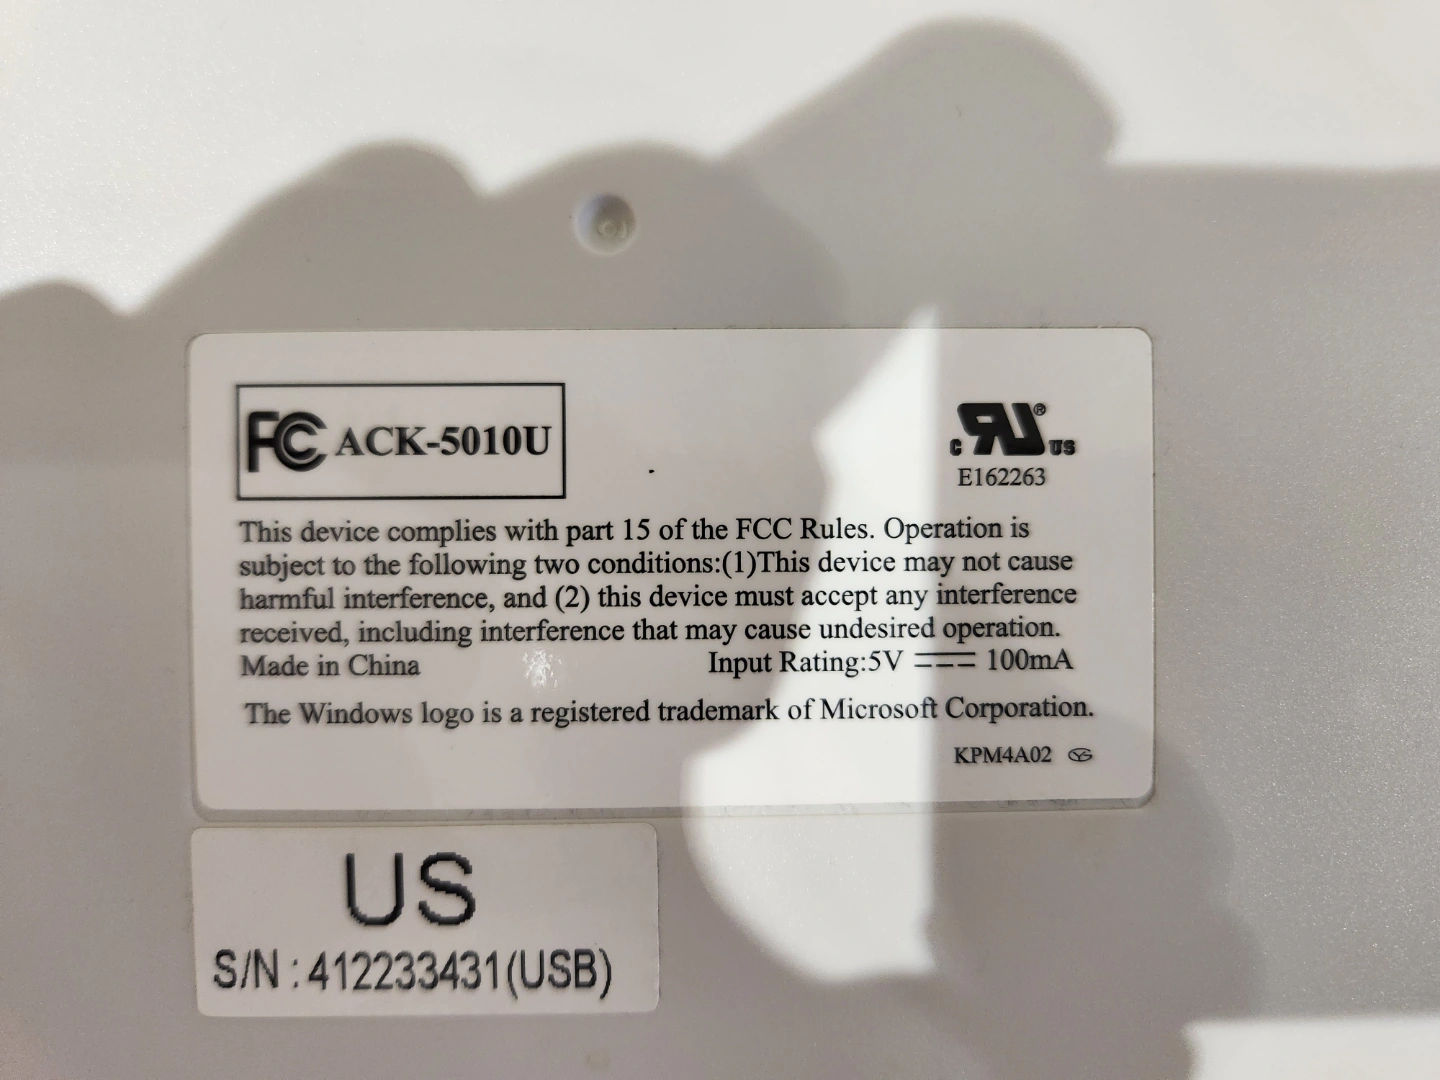 FC ACK-5010U
c RU® US
E162263
This device complies with part 15 of the FCC Rules. Operation is
subject to the following two conditions:(1)This device may not cause
harmful interference, and (2) this device must accept any interference
received, including interference that may cause undesired operation.
Made in China Input Rating:5V 100mA
The Windows logo is a registered trademark of Microsoft Corporation.
KPM4A02
US
S/N:412233431(USB)